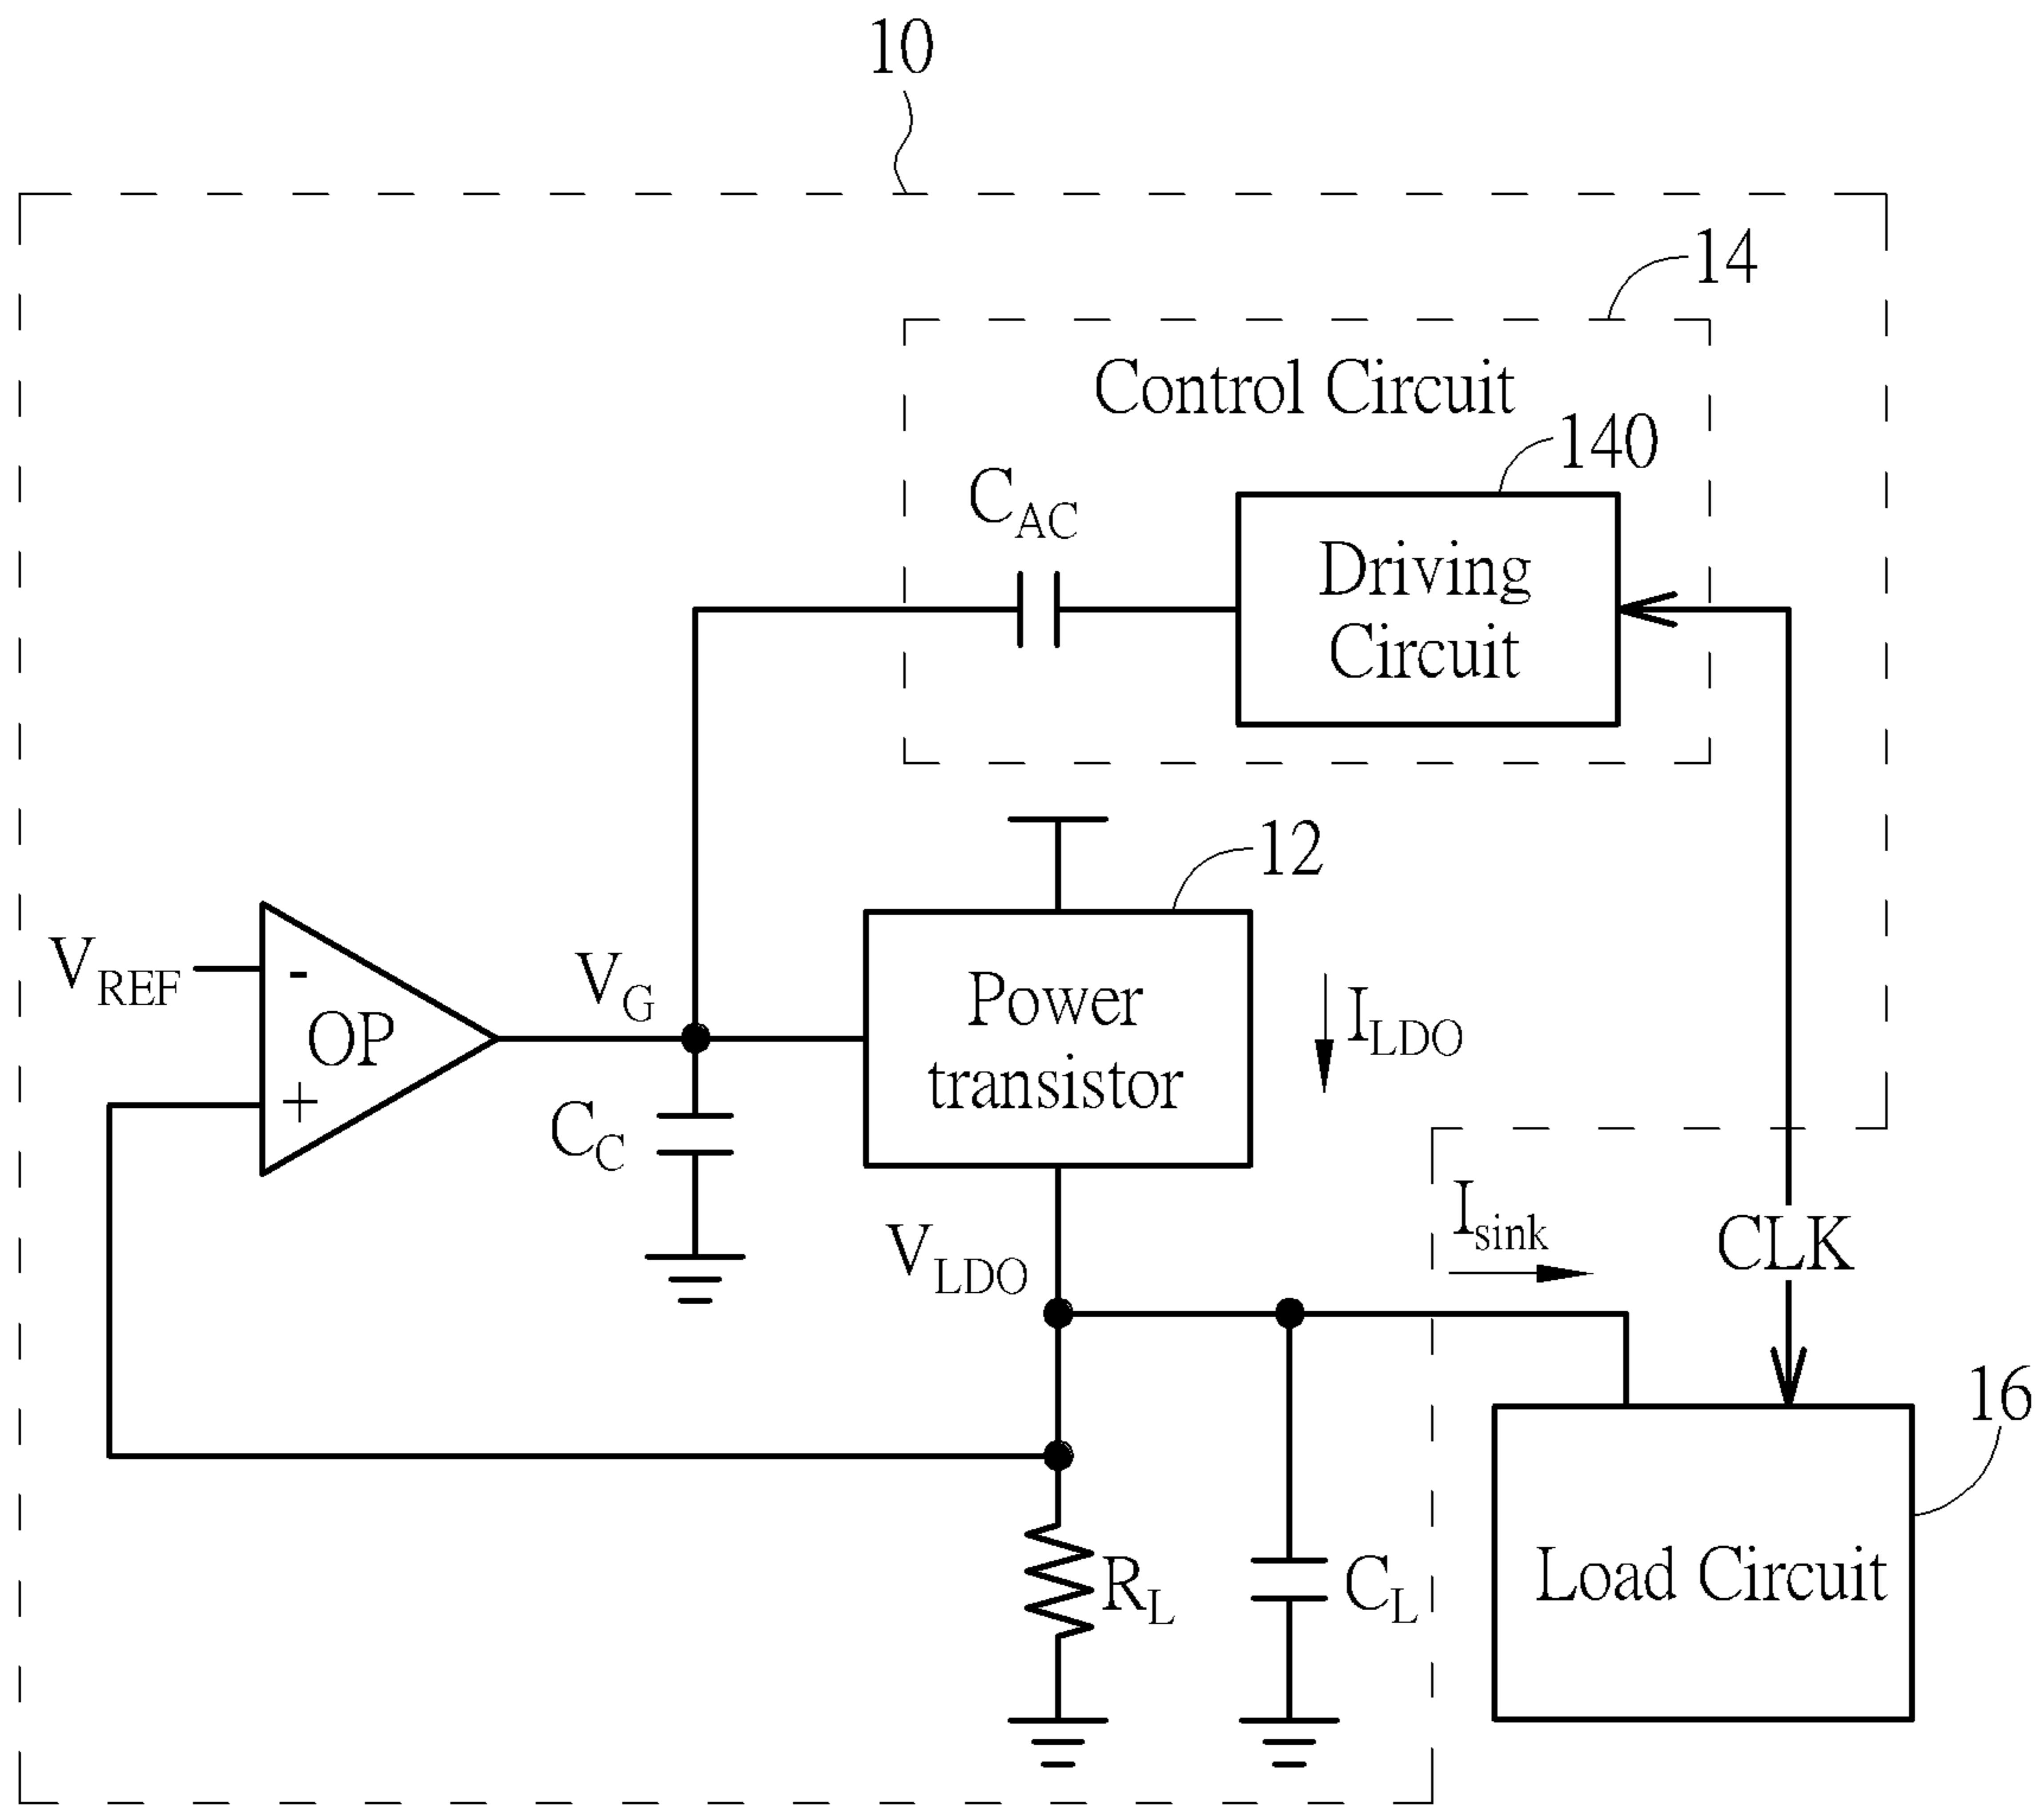 10
14
Control Circuit
140
C_AC
Driving
Circuit
12
V_REF
-
OP
+
V_G
Power
transistor
I_LDO
C_C
V_LDO
I_sink
CLK
16
R_L
C_L
Load Circuit